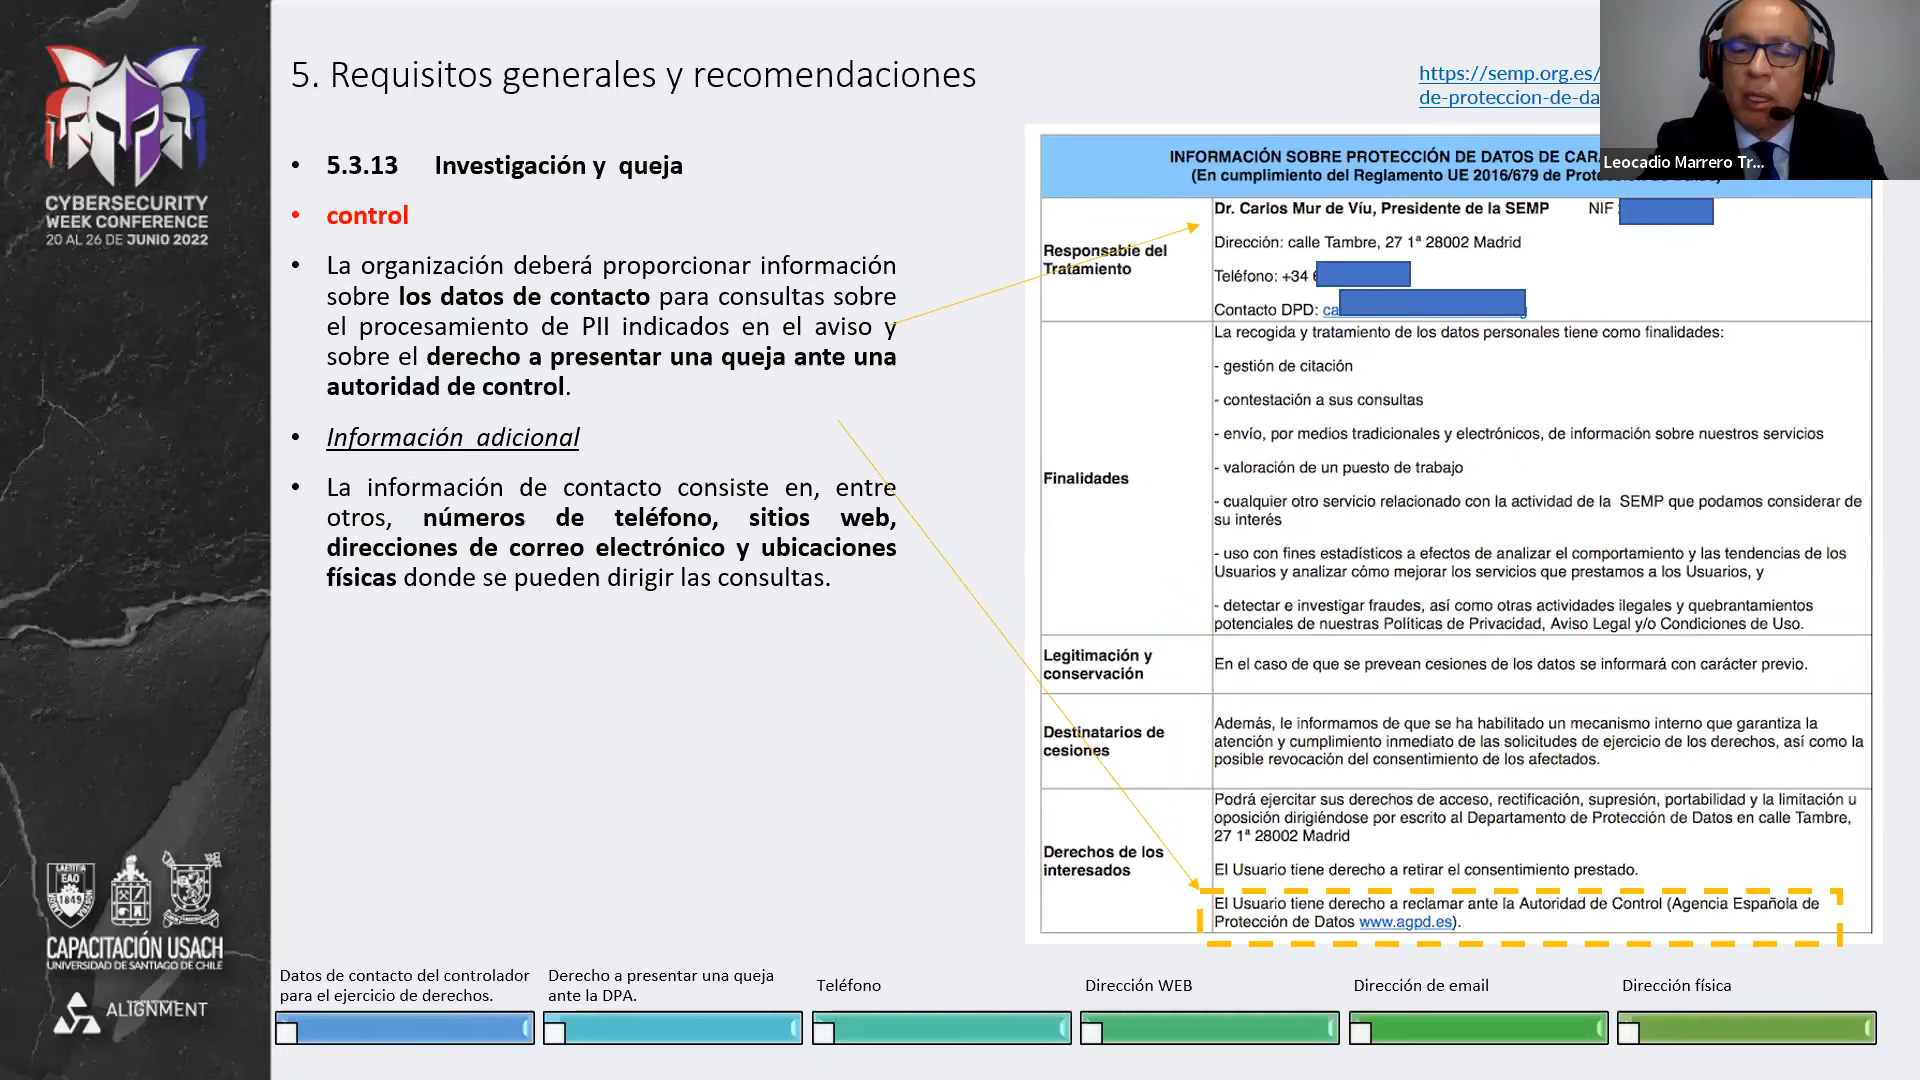 CYBERSECURITY
WEEK CONFERENCE
20 AL 26 DE JUNIO 2022
LAETITIA
EAO
1849
CAPACITACIÓN USACH
UNIVERSIDAD DE SANTIAGO DE CHILE
ALIGNMENT
5. Requisitos generales y recomendaciones
https://semp.org.es/
de-proteccion-de-da
Leocadio Marrero Tr...
• 5.3.13 Investigación y queja
• control
• La organización deberá proporcionar información
sobre los datos de contacto para consultas sobre
el procesamiento de PII indicados en el aviso y
sobre el derecho a presentar una queja ante una
autoridad de control.
• Información adicional
• La información de contacto consiste en, entre
otros, números de teléfono, sitios web,
direcciones de correo electrónico y ubicaciones
físicas donde se pueden dirigir las consultas.
INFORMACIÓN SOBRE PROTECCIÓN DE DATOS DE
(En cumplimiento del Reglamento UE 2016/679 de
Responsable del
Tratamiento
Dr. Carlos Mur de Víu, Presidente de la SEMP NIF
Dirección: calle Tambre, 27 1ª 28002 Madrid
Teléfono: +34
Contacto DPD: ca
Finalidades
La recogida y tratamiento de los datos personales tiene como finalidades:
- gestión de citación
- contestación a sus consultas
- envío, por medios tradicionales y electrónicos, de información sobre nuestros servicios
- valoración de un puesto de trabajo
- cualquier otro servicio relacionado con la actividad de la SEMP que podamos considerar de
su interés
- uso con fines estadísticos a efectos de analizar el comportamiento y las tendencias de los
Usuarios y analizar cómo mejorar los servicios que prestamos a los Usuarios, y
- detectar e investigar fraudes, así como otras actividades ilegales y quebrantamientos
potenciales de nuestras Políticas de Privacidad, Aviso Legal y/o Condiciones de Uso.
Legitimación y
conservación
En el caso de que se prevean cesiones de los datos se informará con carácter previo.
Destinatarios de
cesiones
Además, le informamos de que se ha habilitado un mecanismo interno que garantiza la
atención y cumplimiento inmediato de las solicitudes de ejercicio de los derechos, así como la
posible revocación del consentimiento de los afectados.
Derechos de los
interesados
Podrá ejercitar sus derechos de acceso, rectificación, supresión, portabilidad y la limitación u
oposición dirigiéndose por escrito al Departamento de Protección de Datos en calle Tambre,
27 1ª 28002 Madrid
El Usuario tiene derecho a retirar el consentimiento prestado.
El Usuario tiene derecho a reclamar ante la Autoridad de Control (Agencia Española de
Protección de Datos www.agpd.es).
Datos de contacto del controlador
para el ejercicio de derechos.
Derecho a presentar una queja
ante la DPA.
Teléfono
Dirección WEB
Dirección de email
Dirección física